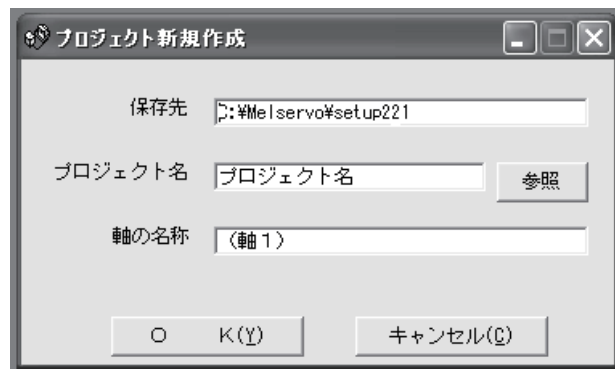 プロジェクト新規作成
保存先 C:¥Melservo¥setup221
プロジェクト名 プロジェクト名 参照
軸の名称 （軸１）
Ｏ　Ｋ(Y) キャンセル(C)